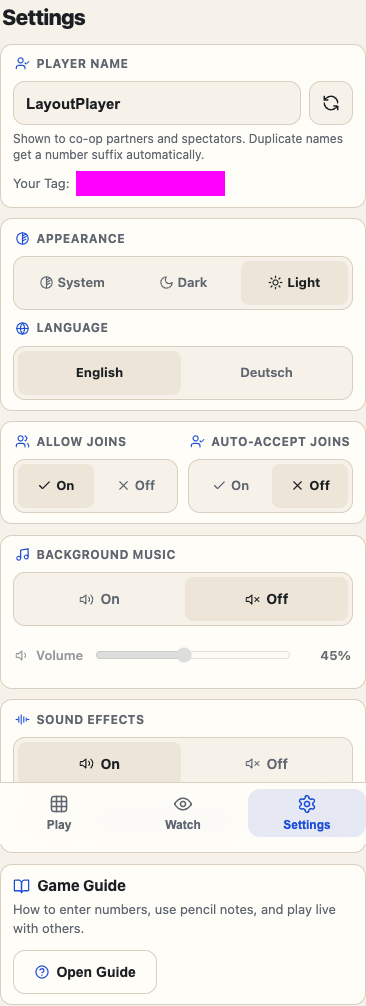 Settings
PLAYER NAME
LayoutPlayer
Shown to co-op partners and spectators. Duplicate names
get a number suffix automatically.
Your Tag:
APPEARANCE
System Dark Light
LANGUAGE
English Deutsch
ALLOW JOINS AUTO-ACCEPT JOINS
On Off On Off
BACKGROUND MUSIC
On Off
Volume 45%
SOUND EFFECTS
On Off
Play Watch Settings
Game Guide
How to enter numbers, use pencil notes, and play live
with others.
Open Guide